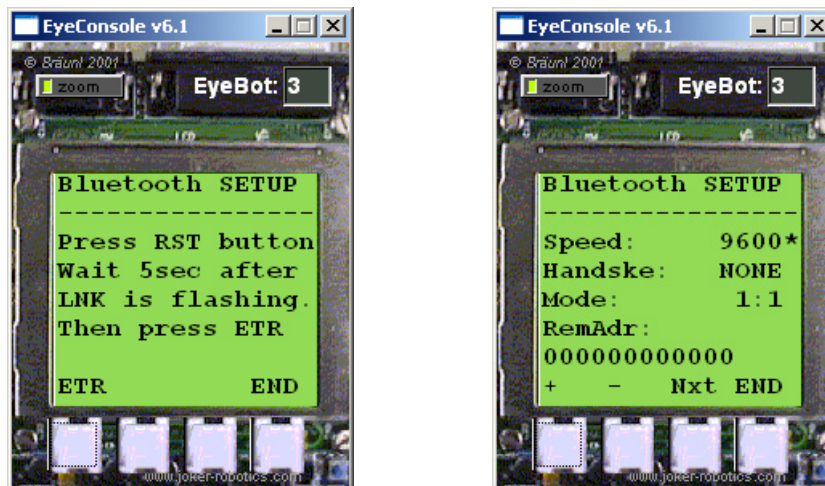 EyeConsole v6.1
© Bräunl 2001
zoom
EyeBot: 3
Bluetooth SETUP
----------------
Press RST button
Wait 5sec after
LNK is flashing.
Then press ETR
ETR END
www.joker-robotics.com
EyeConsole v6.1
© Bräunl 2001
zoom
EyeBot: 3
Bluetooth SETUP
----------------
Speed: 9600*
Handske: NONE
Mode: 1:1
RemAdr:
000000000000
+ - Nxt END
www.joker-robotics.com